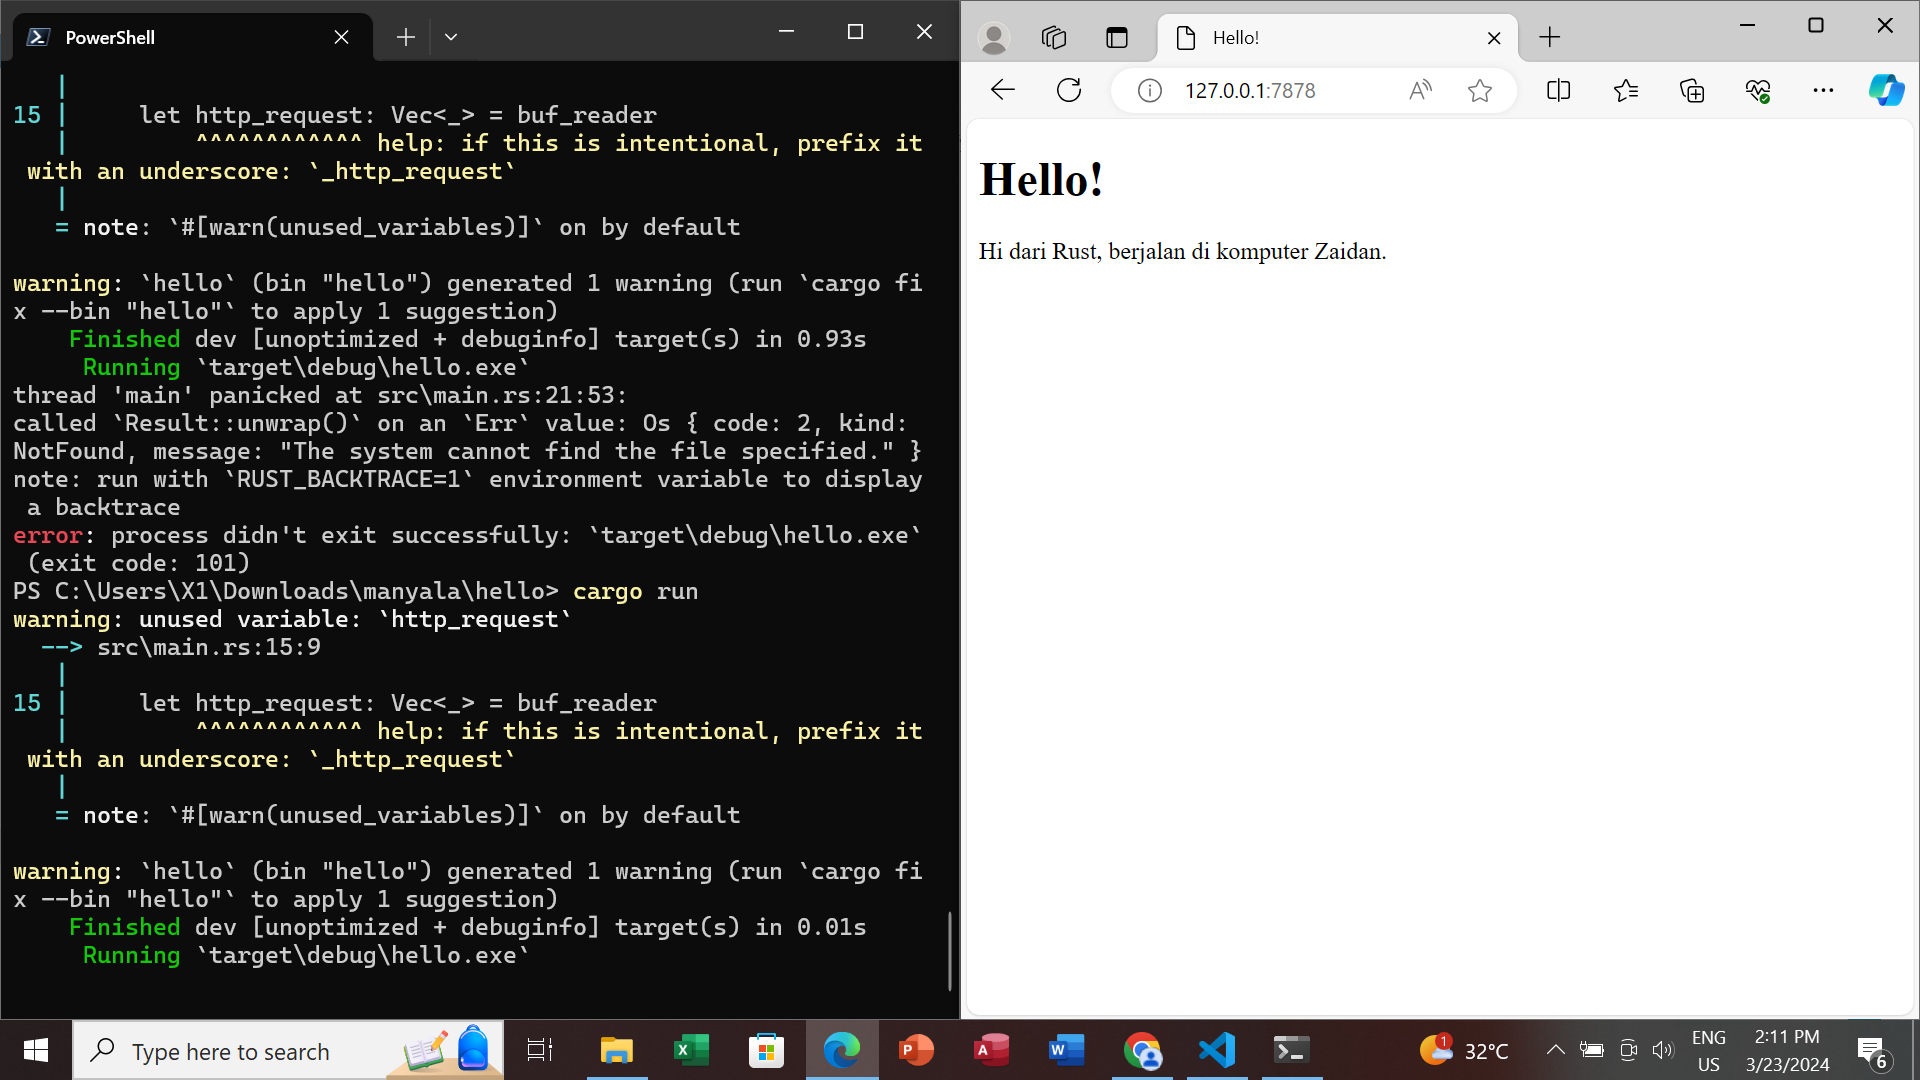 PowerShell
15 |     let http_request: Vec<_> = buf_reader
   |         ^^^^^^^^^^^^ help: if this is intentional, prefix it
 with an underscore: `_http_request`
   |
   = note: `#[warn(unused_variables)]` on by default
warning: `hello` (bin "hello") generated 1 warning (run `cargo fi
x --bin "hello"` to apply 1 suggestion)
    Finished dev [unoptimized + debuginfo] target(s) in 0.93s
     Running `target\debug\hello.exe`
thread 'main' panicked at src\main.rs:21:53:
called `Result::unwrap()` on an `Err` value: Os { code: 2, kind:
NotFound, message: "The system cannot find the file specified." }
note: run with `RUST_BACKTRACE=1` environment variable to display
 a backtrace
error: process didn't exit successfully: `target\debug\hello.exe`
 (exit code: 101)
PS C:\Users\X1\Downloads\manyala\hello> cargo run
warning: unused variable: `http_request`
  --> src\main.rs:15:9
   |
15 |     let http_request: Vec<_> = buf_reader
   |         ^^^^^^^^^^^^ help: if this is intentional, prefix it
 with an underscore: `_http_request`
   |
   = note: `#[warn(unused_variables)]` on by default
warning: `hello` (bin "hello") generated 1 warning (run `cargo fi
x --bin "hello"` to apply 1 suggestion)
    Finished dev [unoptimized + debuginfo] target(s) in 0.01s
     Running `target\debug\hello.exe`
Hello!
127.0.0.1:7878
Hello!
Hi dari Rust, berjalan di komputer Zaidan.
Type here to search
1
32°C
ENG
US
2:11 PM
3/23/2024
6